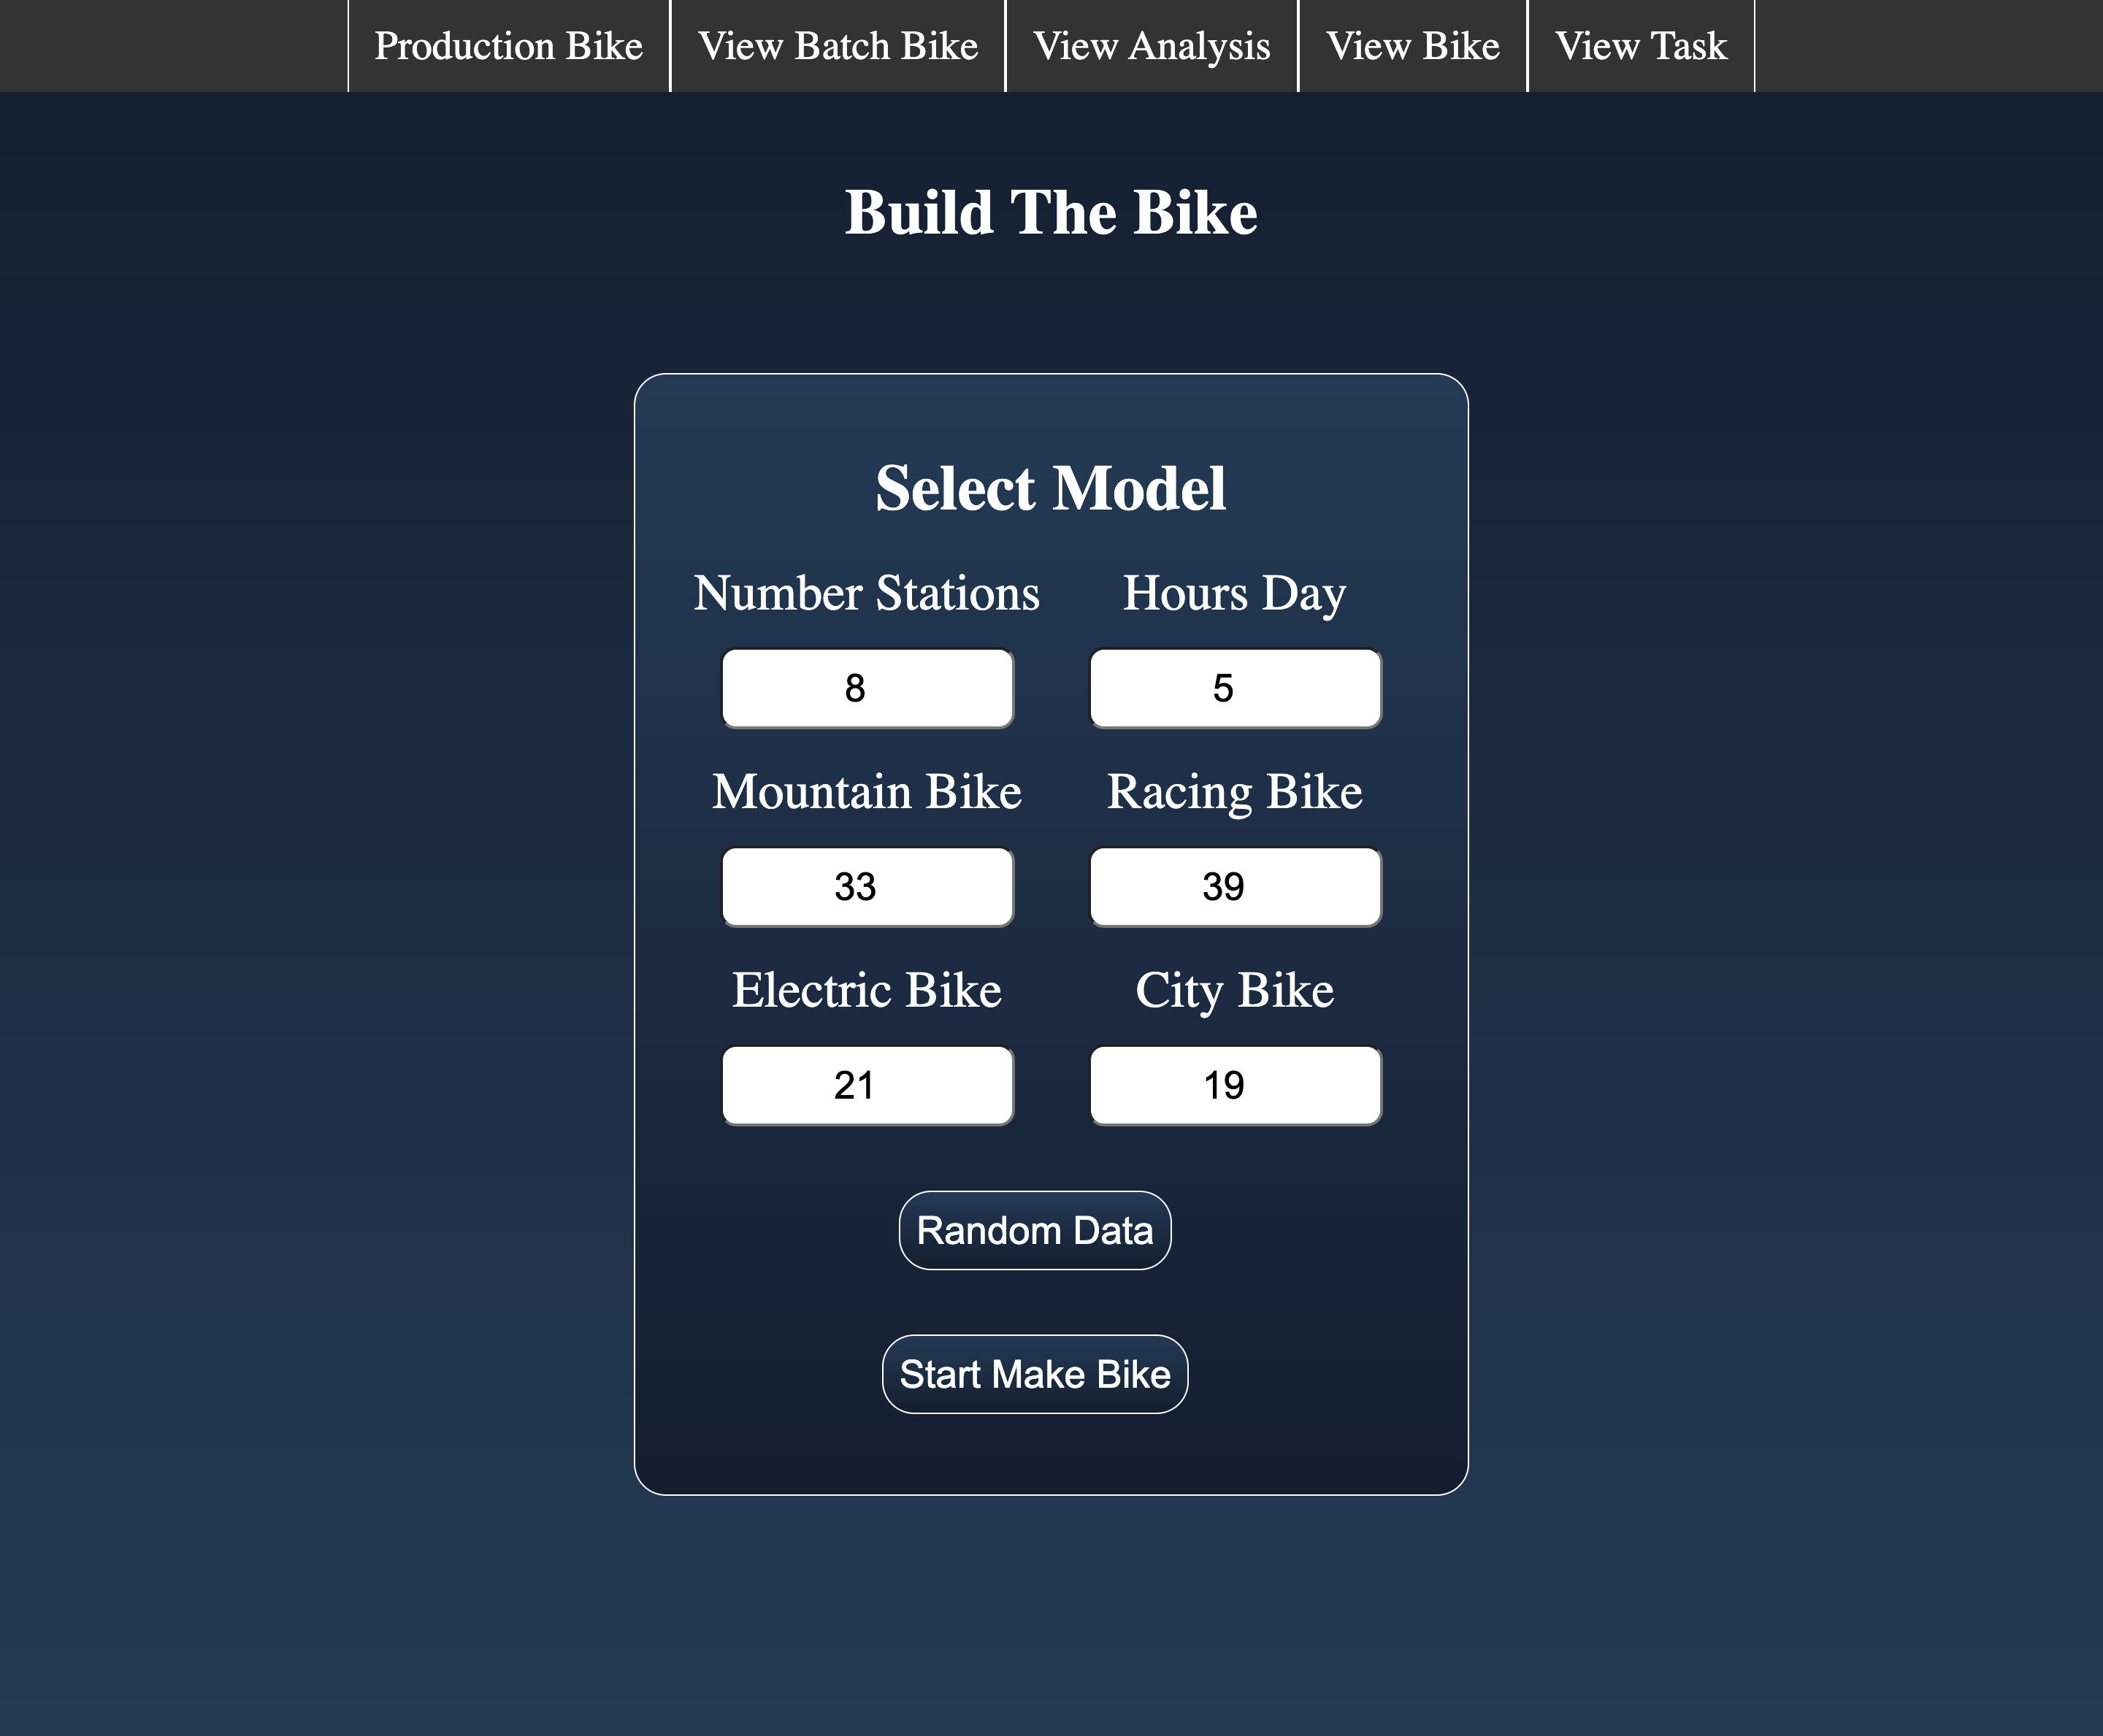 Production Bike View Batch Bike View Analysis View Bike View Task
Build The Bike
Select Model
Number Stations Hours Day
8 5
Mountain Bike Racing Bike
33 39
Electric Bike City Bike
21 19
Random Data
Start Make Bike